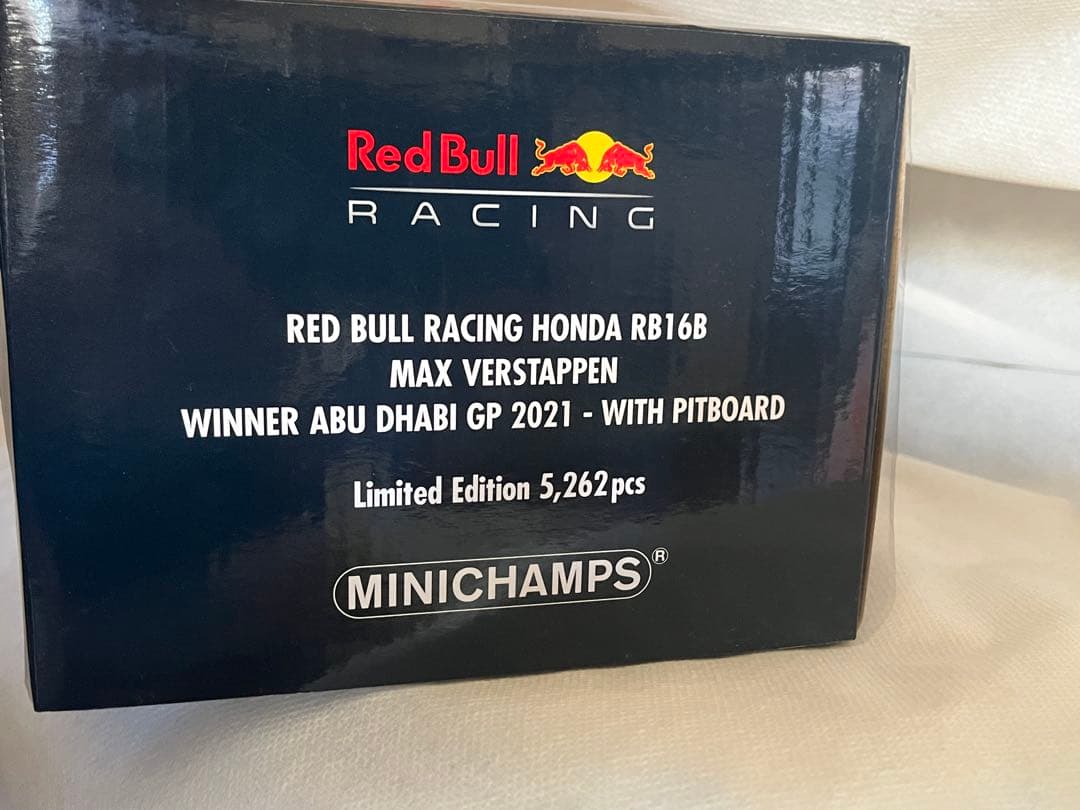 Red Bull
RACING
RED BULL RACING HONDA RB16B
MAX VERSTAPPEN
WINNER ABU DHABI GP 2021 - WITH PITBOARD
Limited Edition 5,262pcs
MINICHAMPS®